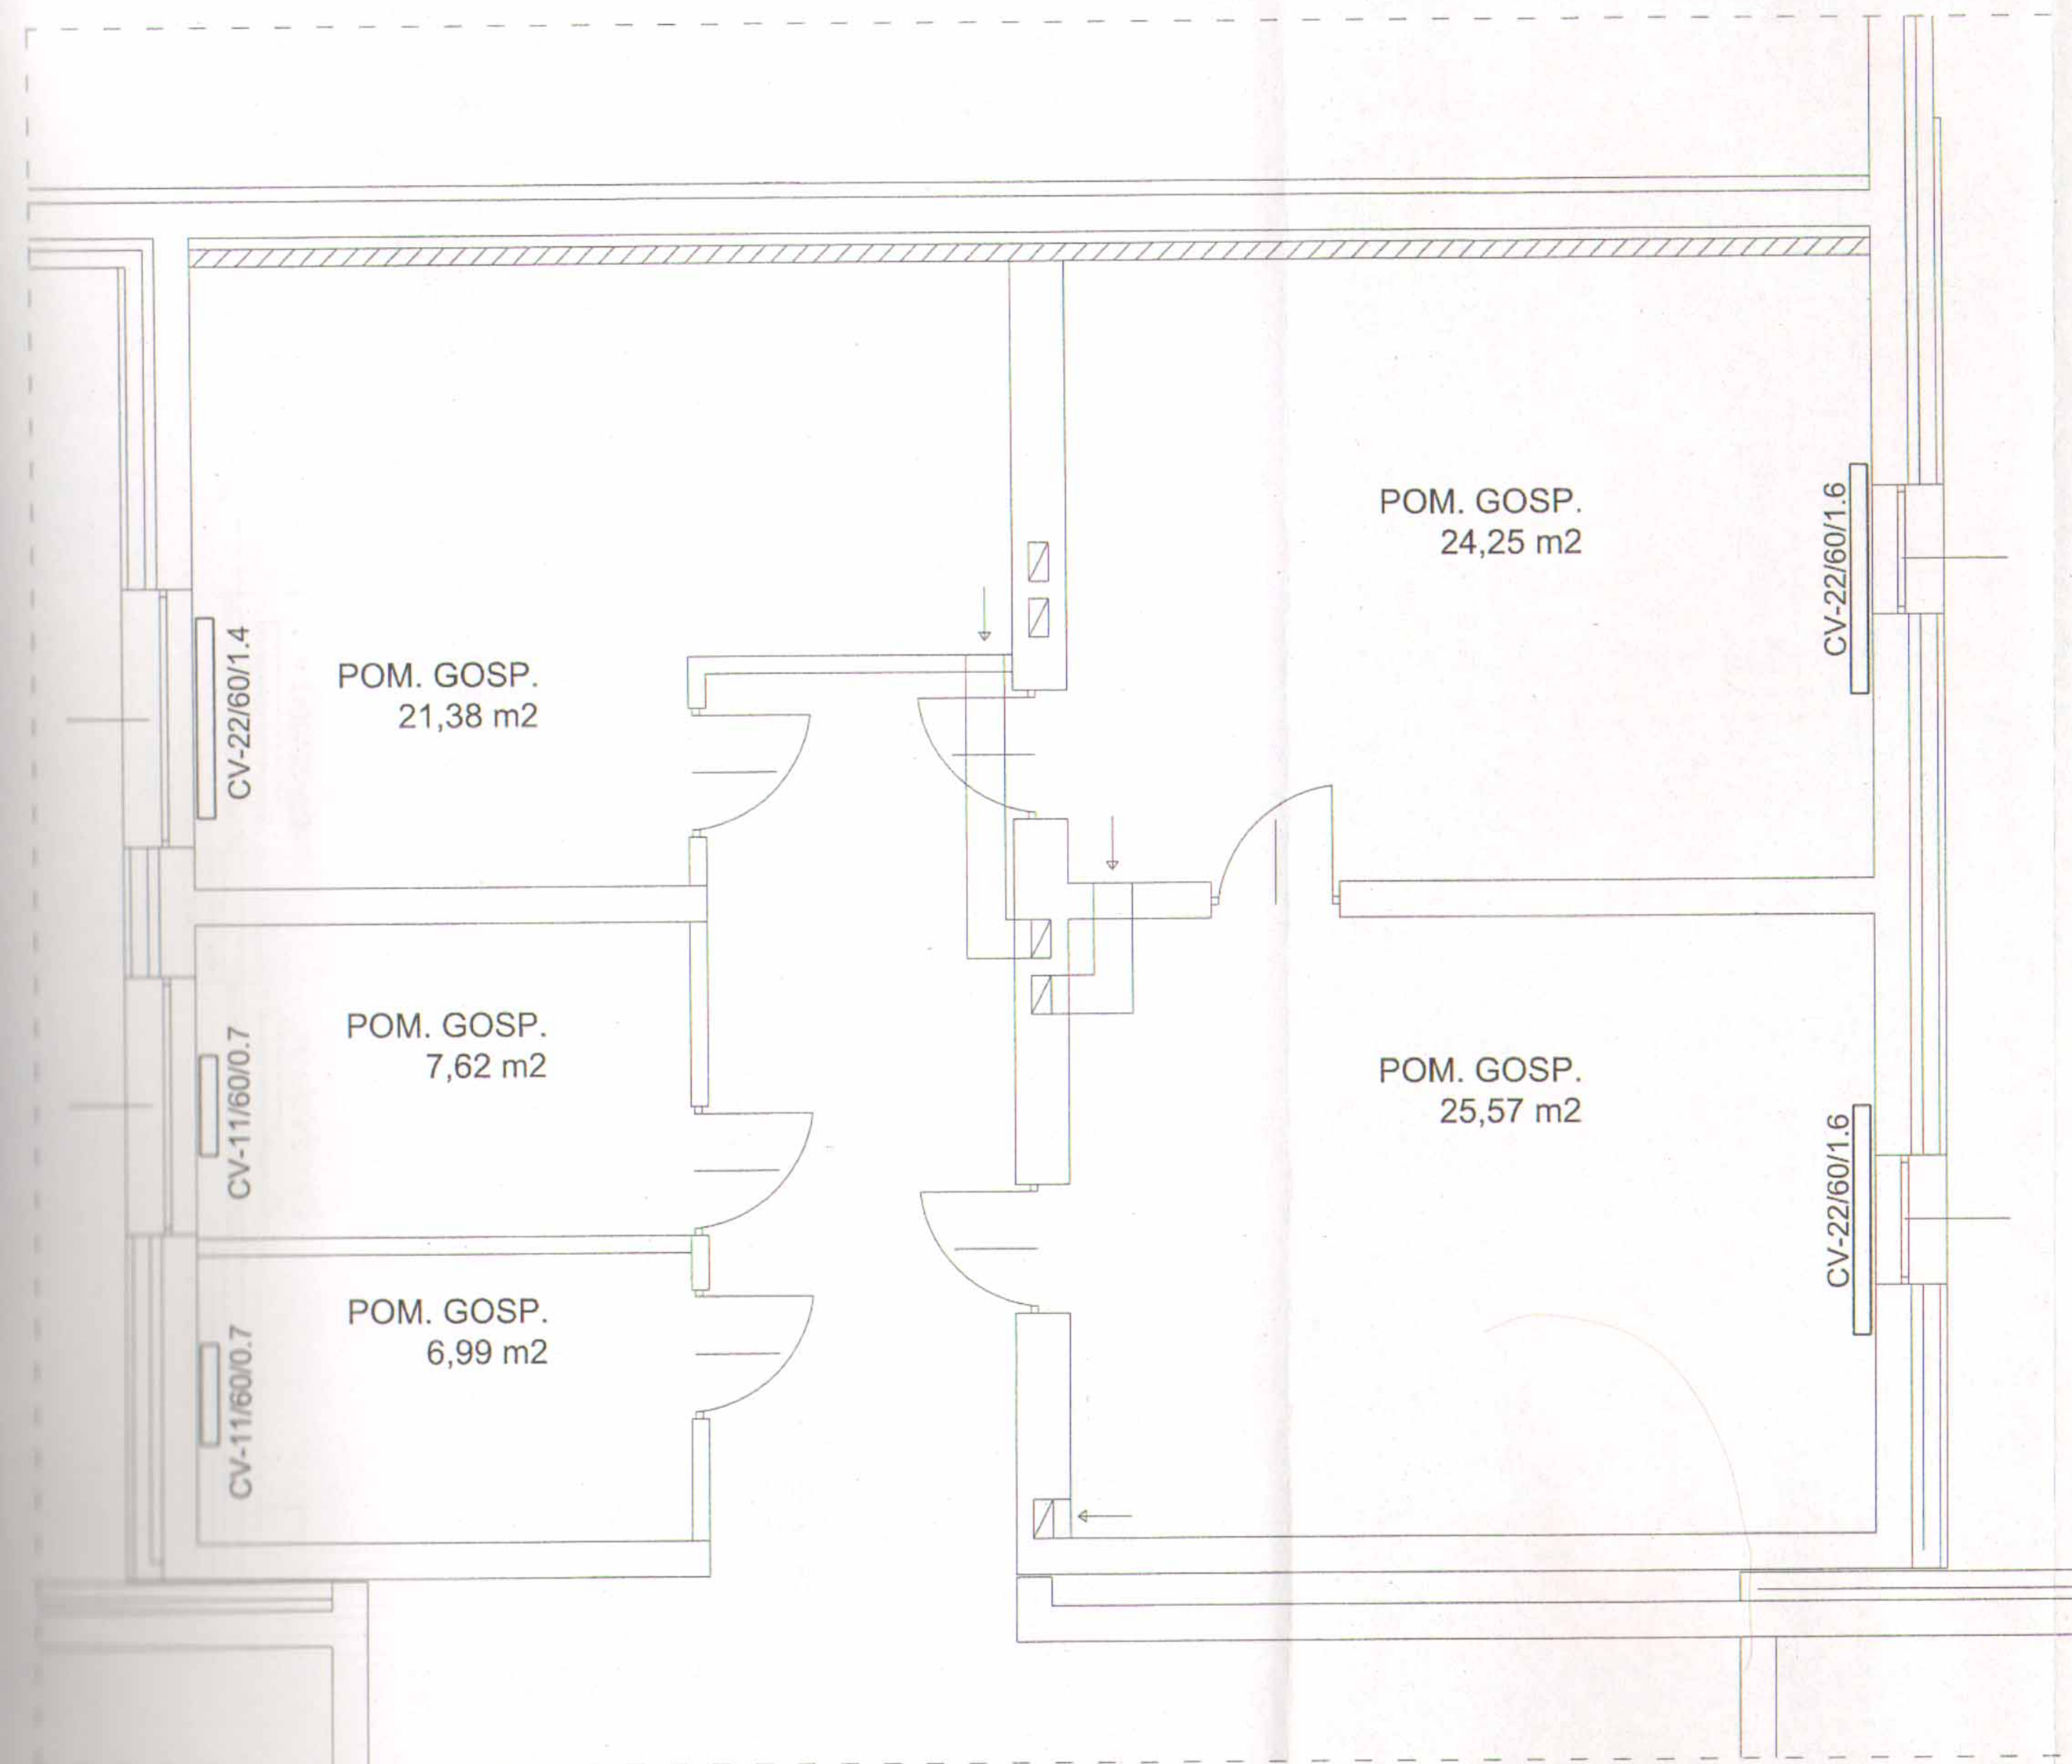 POM. GOSP.
24,25 m2
CV-22/60/1.6
CV-22/60/1.4
POM. GOSP.
21,38 m2
POM. GOSP.
7,62 m2
CV-11/60/0.7
POM. GOSP.
25,57 m2
CV-22/60/1.6
POM. GOSP.
6,99 m2
CV-11/60/0.7